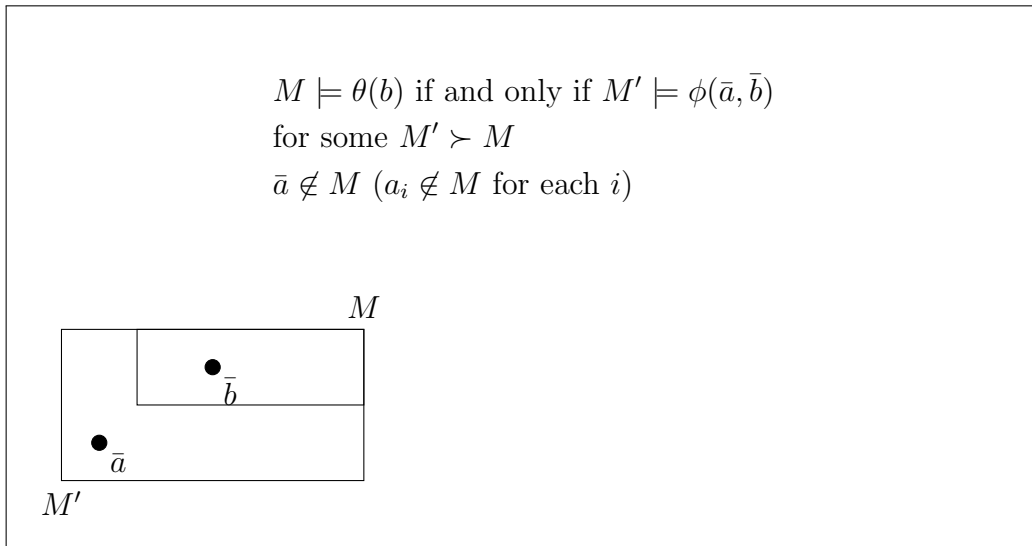 M ⊨ θ(b) if and only if M′ ⊨ ϕ(ā, b̄)
for some M′ ≻ M
ā ∉ M (aᵢ ∉ M for each i)
M
b̄
ā
M′